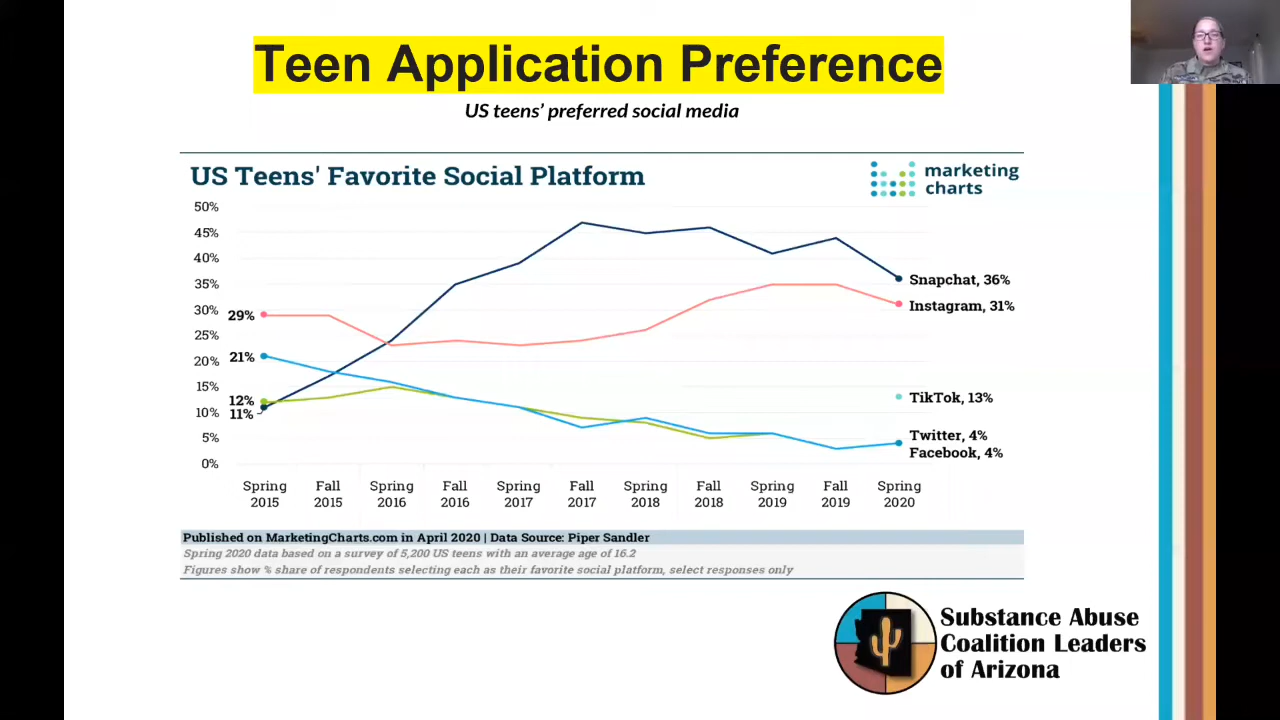 Teen Application Preference
US teens’ preferred social media
US Teens' Favorite Social Platform
marketing
charts
50%
45%
40%
35%
30%
25%
20%
15%
10%
5%
0%
29%
21%
12%
11%
Snapchat, 36%
Instagram, 31%
TikTok, 13%
Twitter, 4%
Facebook, 4%
Spring Fall Spring Fall Spring Fall Spring Fall Spring Fall Spring
2015 2015 2016 2016 2017 2017 2018 2018 2019 2019 2020
Published on MarketingCharts.com in April 2020 | Data Source: Piper Sandler
Spring 2020 data based on a survey of 5,200 US teens with an average age of 16.2
Figures show % share of respondents selecting each as their favorite social platform, select responses only
Substance Abuse
Coalition Leaders
of Arizona